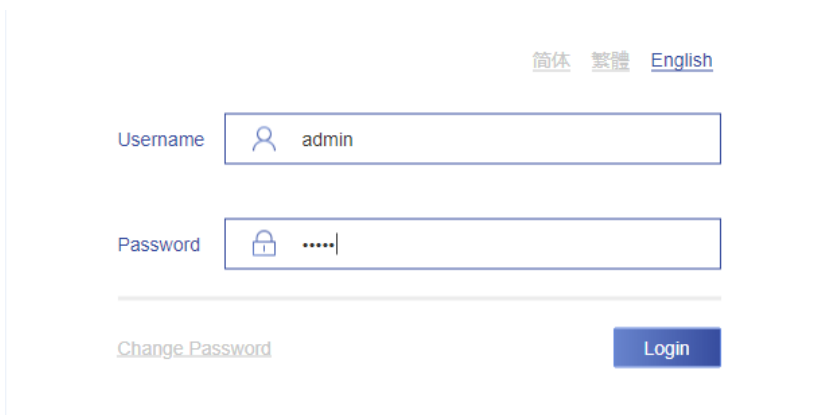 简体 繁體 English
Username admin
Password •••••
Change Password Login